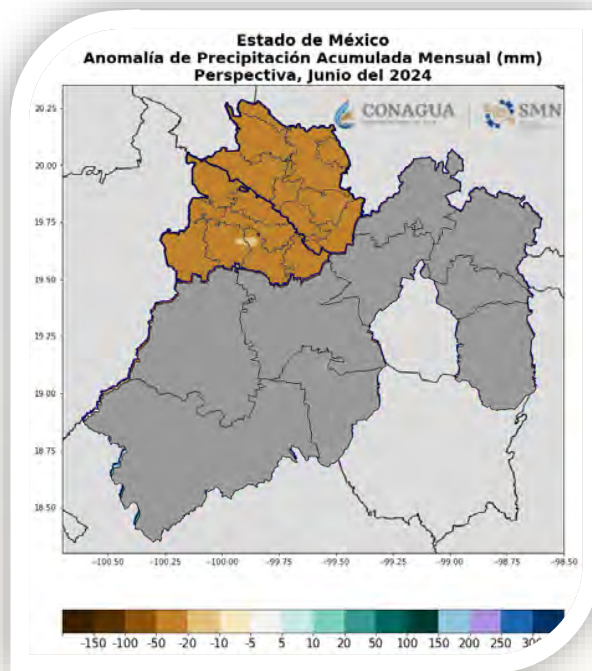 Estado de México
Anomalía de Precipitación Acumulada Mensual (mm)
Perspectiva, Junio del 2024
CONAGUA
SMN
20.25
20.00
19.75
19.50
19.25
19.00
18.75
18.50
-100.50 -100.25 -100.00 -99.75 -99.50 -99.25 -99.00 -98.75 -98.50
-150 -100 -50 -20 -10 -5 5 10 20 50 100 150 200 250